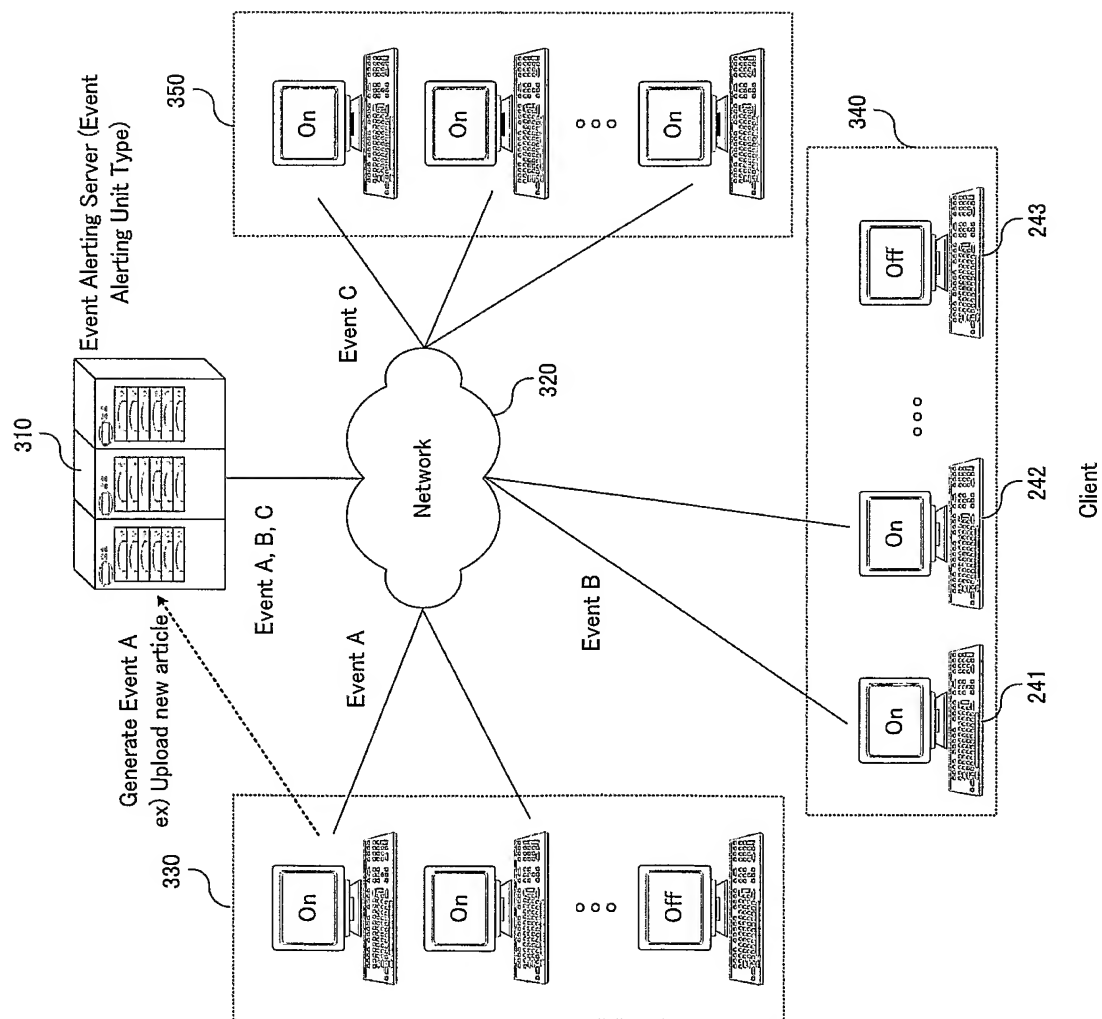 310
Event Alerting Server (Event
Alerting Unit Type)
Generate Event A
ex) Upload new article
Event A, B, C
330
On
On
Off
Event A
Network
320
Event C
350
On
On
On
Event B
340
On
On
Off
241
242
243
Client